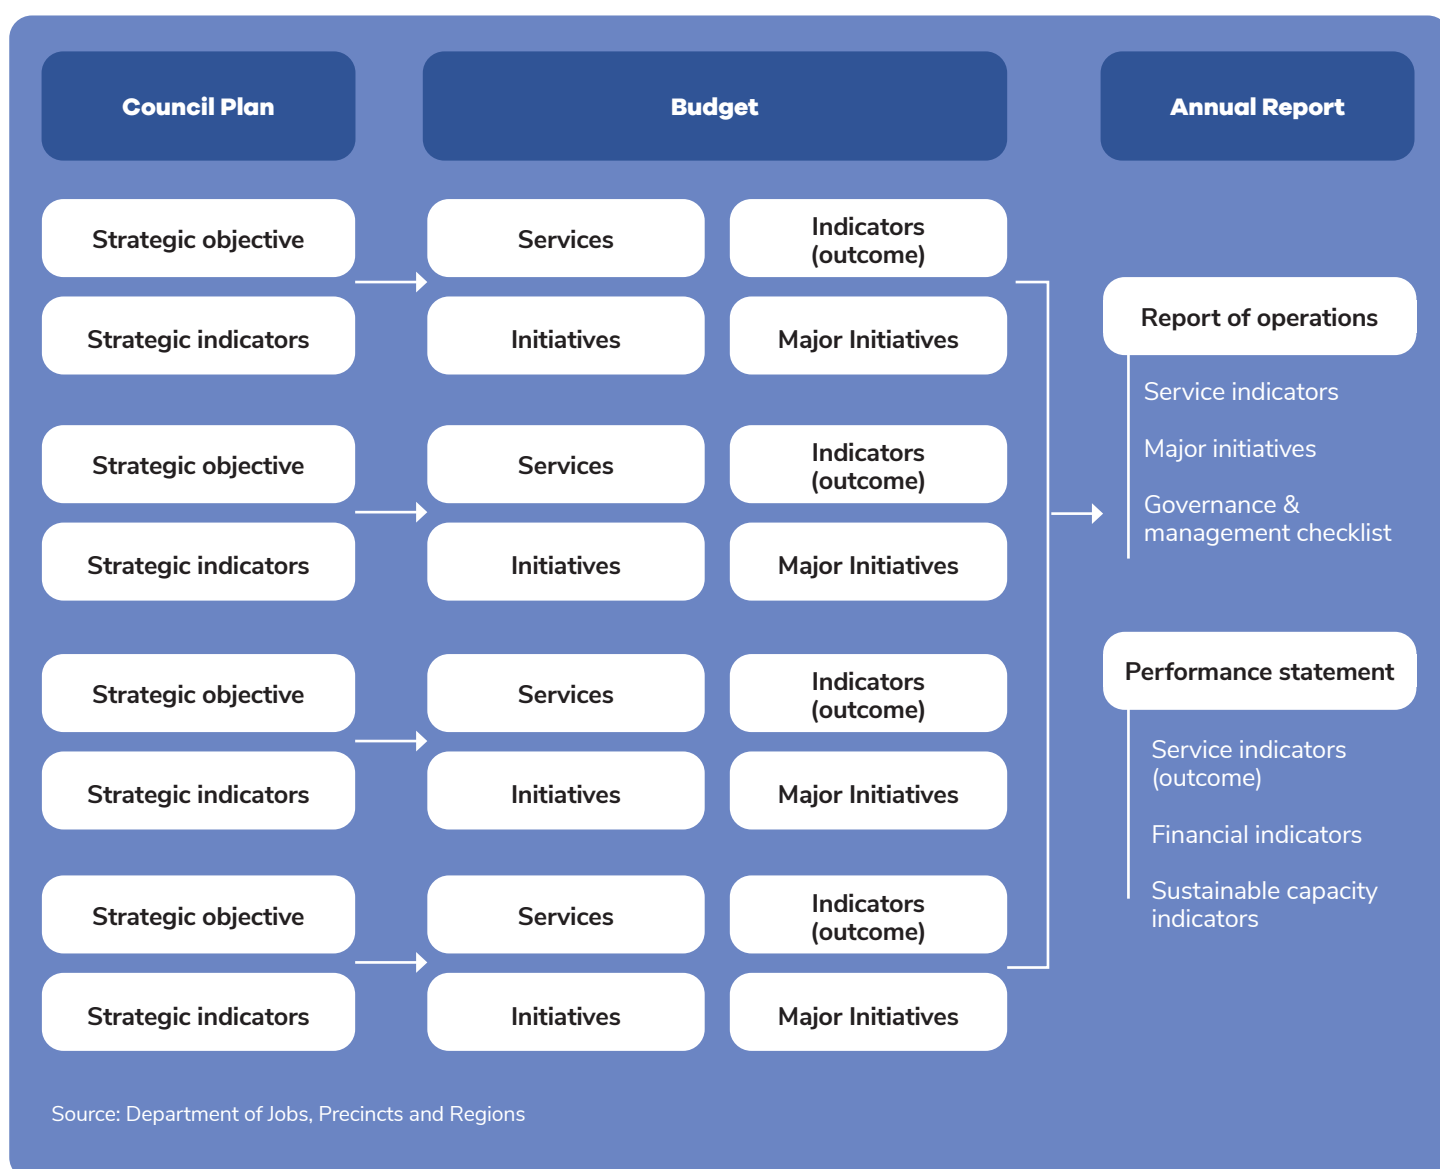 Council Plan
Budget
Annual Report
Strategic objective
Strategic indicators
Services
Indicators
(outcome)
Initiatives
Major Initiatives
Strategic objective
Strategic indicators
Services
Indicators
(outcome)
Initiatives
Major Initiatives
Strategic objective
Strategic indicators
Services
Indicators
(outcome)
Initiatives
Major Initiatives
Strategic objective
Strategic indicators
Services
Indicators
(outcome)
Initiatives
Major Initiatives
Report of operations
Service indicators
Major initiatives
Governance &
management checklist
Performance statement
Service indicators
(outcome)
Financial indicators
Sustainable capacity
indicators
Source: Department of Jobs, Precincts and Regions